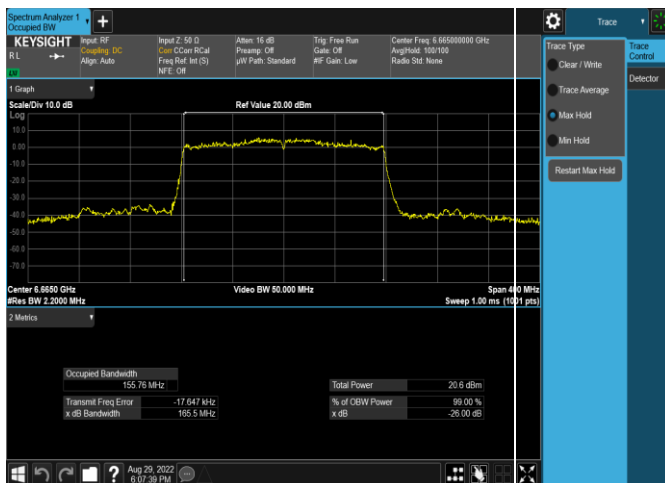 Spectrum Analyzer 1
Occupied BW
+
Trace
KEYSIGHT
Input: RF
Input Z: 50 Ω
Atten: 16 dB
Trig: Free Run
Center Freq: 6.665000000 GHz
RL
Coupling: DC
Corr CCorr RCal
Preamp: Off
Gate: Off
Avg|Hold: 100/100
Align: Auto
Freq Ref: Int (S)
µW Path: Standard
#IF Gain: Low
Radio Std: None
NFE: Off
Trace Type
Clear / Write
Trace Average
Max Hold
Min Hold
Restart Max Hold
Trace
Control
Detector
1 Graph
Scale/Div 10.0 dB
Ref Value 20.00 dBm
Log
10.0
0.00
-10.0
-20.0
-30.0
-40.0
-50.0
-60.0
-70.0
Center 6.6650 GHz
Video BW 50.000 MHz
Span 400 MHz
#Res BW 2.2000 MHz
Sweep 1.00 ms (1001 pts)
2 Metrics
Occupied Bandwidth
155.76 MHz
Total Power 20.6 dBm
Transmit Freq Error -17.647 kHz
% of OBW Power 99.00 %
x dB Bandwidth 165.5 MHz
x dB -26.00 dB
?
Aug 29, 2022
6:07:39 PM